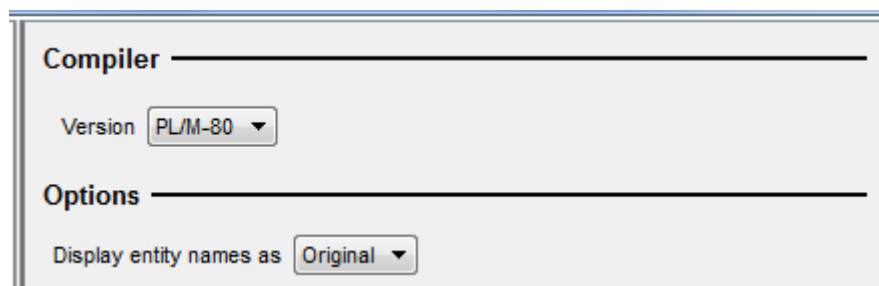 Compiler
Version PL/M-80
Options
Display entity names as Original